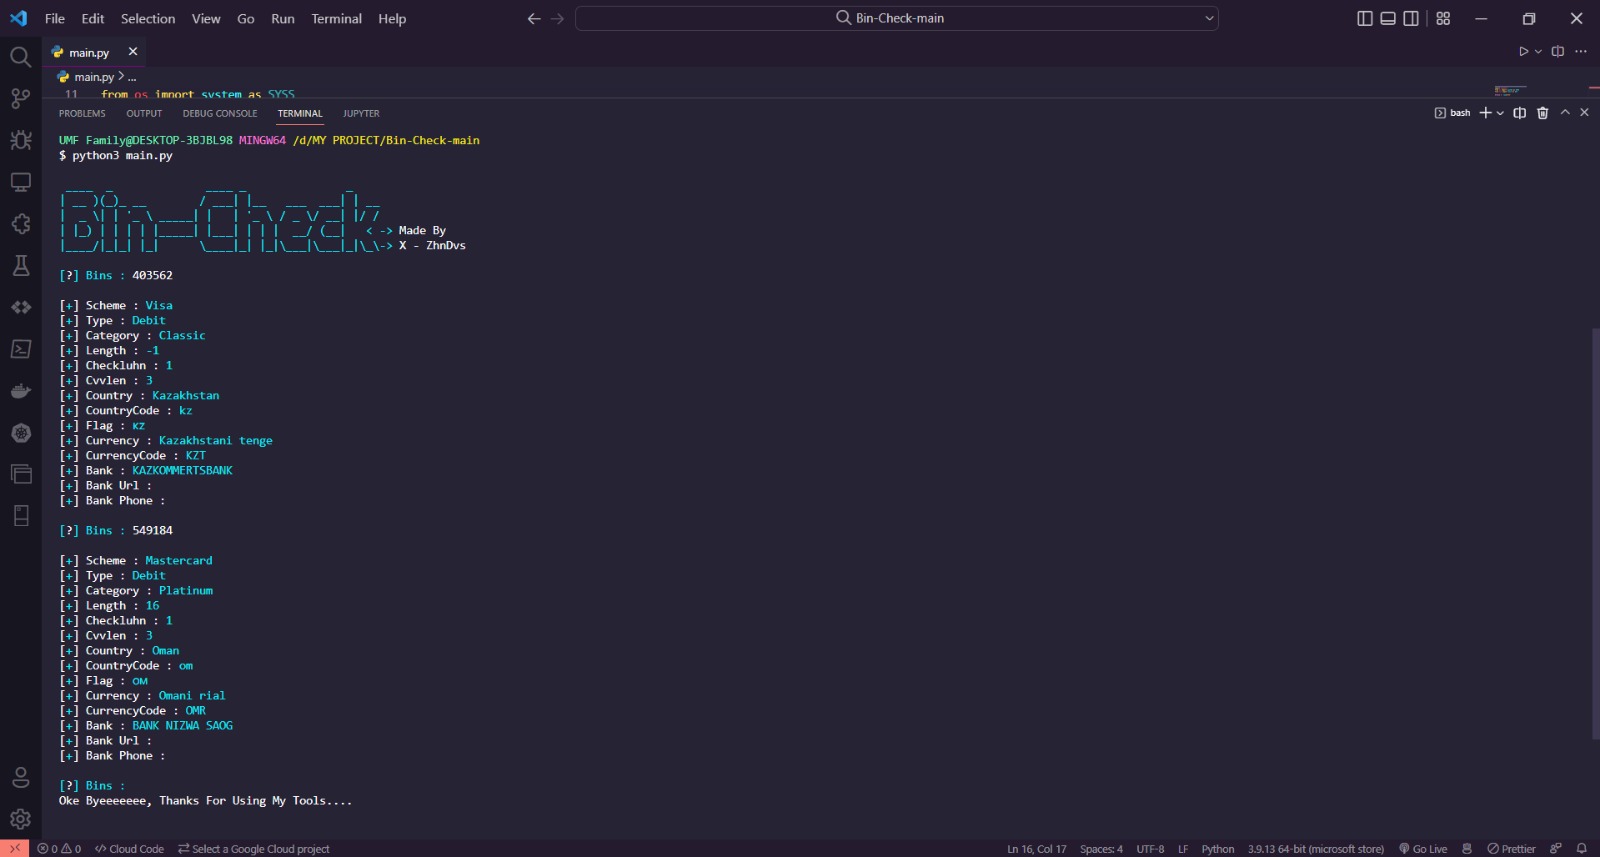 File Edit Selection View Go Run Terminal Help
Bin-Check-main
main.py
main.py > ...
11 from os import system as SYSS
PROBLEMS OUTPUT DEBUG CONSOLE TERMINAL JUPYTER
bash
UMF Family@DESKTOP-3BJBL98 MINGW64 /d/MY PROJECT/Bin-Check-main
$ python3 main.py
Bin-Check
< -> Made By
-> X - ZhnDvs
[?] Bins : 403562
[+] Scheme : Visa
[+] Type : Debit
[+] Category : Classic
[+] Length : -1
[+] Checkluhn : 1
[+] Cvvlen : 3
[+] Country : Kazakhstan
[+] CountryCode : kz
[+] Flag : KZ
[+] Currency : Kazakhstani tenge
[+] CurrencyCode : KZT
[+] Bank : KAZKOMMERTSBANK
[+] Bank Url :
[+] Bank Phone :
[?] Bins : 549184
[+] Scheme : Mastercard
[+] Type : Debit
[+] Category : Platinum
[+] Length : 16
[+] Checkluhn : 1
[+] Cvvlen : 3
[+] Country : Oman
[+] CountryCode : om
[+] Flag : OM
[+] Currency : Omani rial
[+] CurrencyCode : OMR
[+] Bank : BANK NIZWA SAOG
[+] Bank Url :
[+] Bank Phone :
[?] Bins :
Oke Byeeeeeee, Thanks For Using My Tools....
0 0 Cloud Code Select a Google Cloud project Ln 16, Col 17 Spaces: 4 UTF-8 LF Python 3.9.13 64-bit (microsoft store) Go Live Prettier